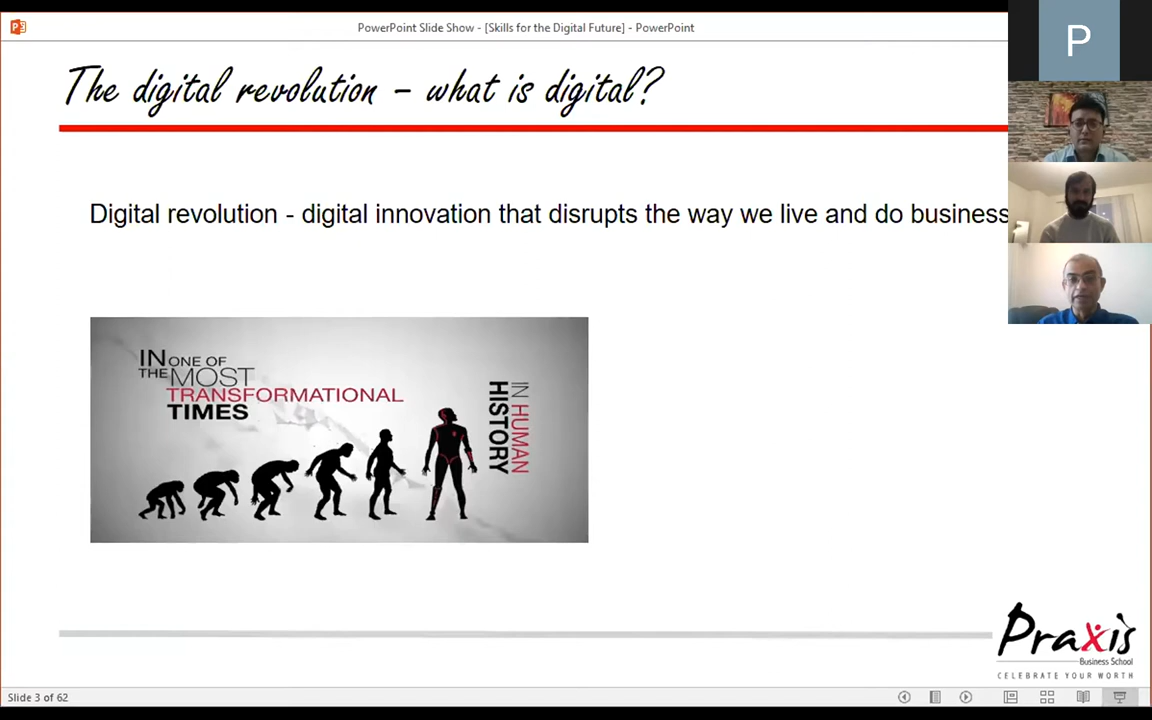 PowerPoint Slide Show - [Skills for the Digital Future] - PowerPoint
P
The digital revolution – what is digital?
Digital revolution - digital innovation that disrupts the way we live and do business
IN ONE OF
THE MOST
TRANSFORMATIONAL
TIMES
IN HUMAN
HISTORY
Praxis
Business School
CELEBRATE YOUR WORTH
Slide 3 of 62